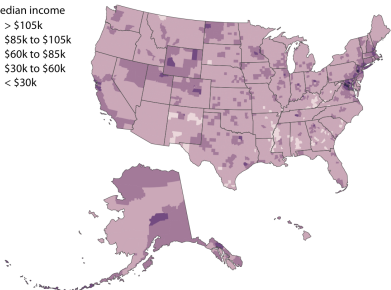 edian income
> $105k
$85k to $105k
$60k to $85k
$30k to $60k
< $30k